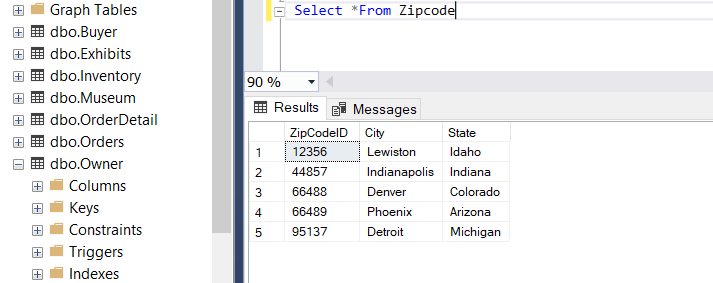 Graph Tables
dbo.Buyer
dbo.Exhibits
dbo.Inventory
dbo.Museum
dbo.OrderDetail
dbo.Orders
dbo.Owner
Columns
Keys
Constraints
Triggers
Indexes
Select *From Zipcode
90 %
Results Messages
ZipCodeID City State
1 12356 Lewiston Idaho
2 44857 Indianapolis Indiana
3 66488 Denver Colorado
4 66489 Phoenix Arizona
5 95137 Detroit Michigan